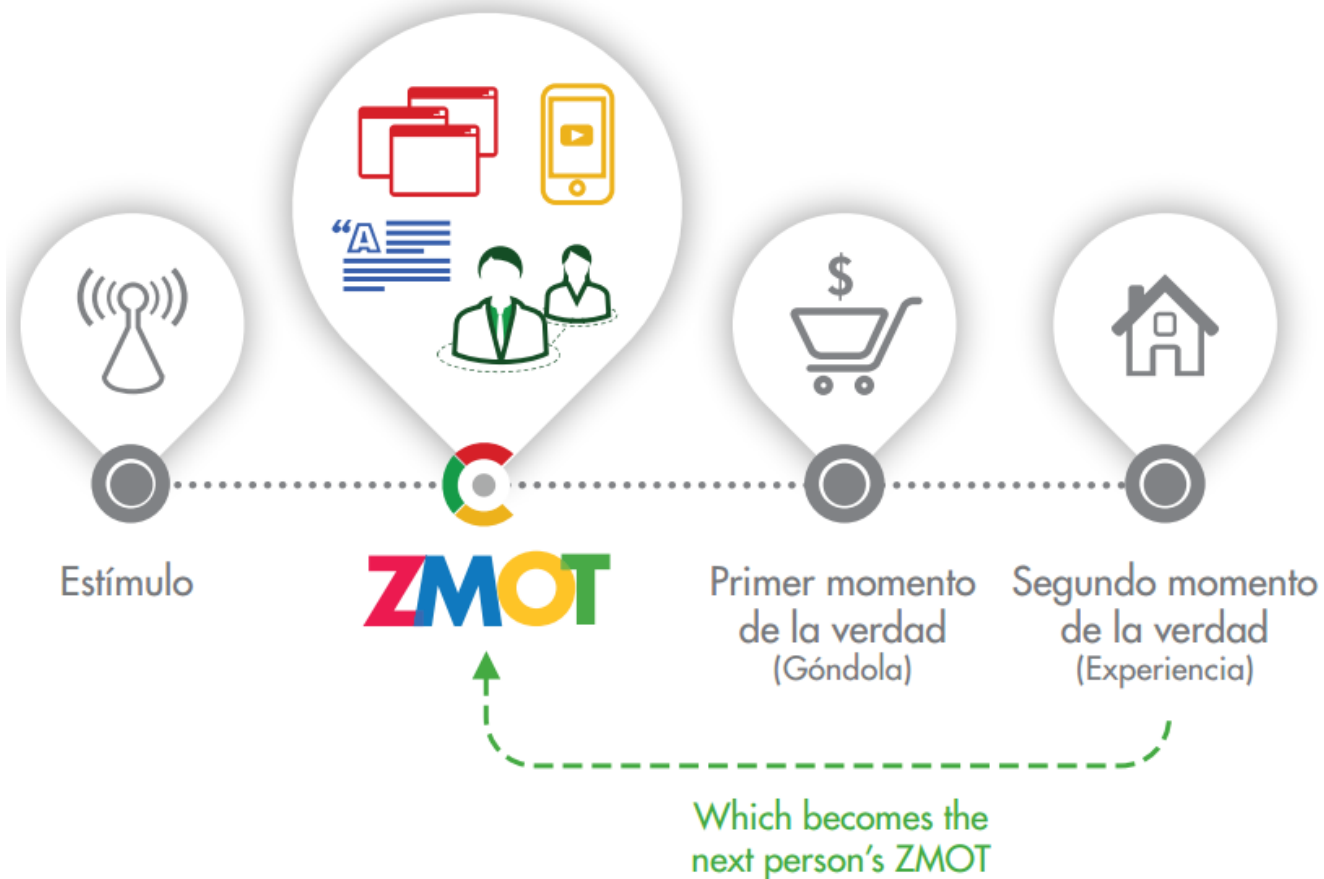 “A
$
Estímulo
ZMOT
Primer momento
de la verdad
(Góndola)
Segundo momento
de la verdad
(Experiencia)
Which becomes the
next person’s ZMOT